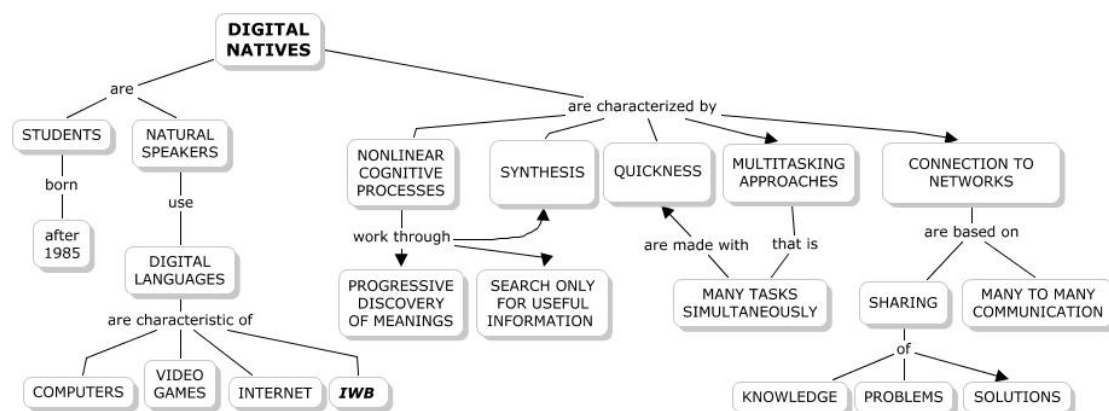 DIGITAL
NATIVES
are
are characterized by
STUDENTS
NATURAL
SPEAKERS
NONLINEAR
COGNITIVE
PROCESSES
SYNTHESIS
QUICKNESS
MULTITASKING
APPROACHES
CONNECTION TO
NETWORKS
born
use
work through
are made with
that is
are based on
after
1985
DIGITAL
LANGUAGES
PROGRESSIVE
DISCOVERY
OF MEANINGS
SEARCH ONLY
FOR USEFUL
INFORMATION
MANY TASKS
SIMULTANEOUSLY
SHARING
MANY TO MANY
COMMUNICATION
are characteristic of
of
COMPUTERS
VIDEO
GAMES
INTERNET
IWB
KNOWLEDGE
PROBLEMS
SOLUTIONS